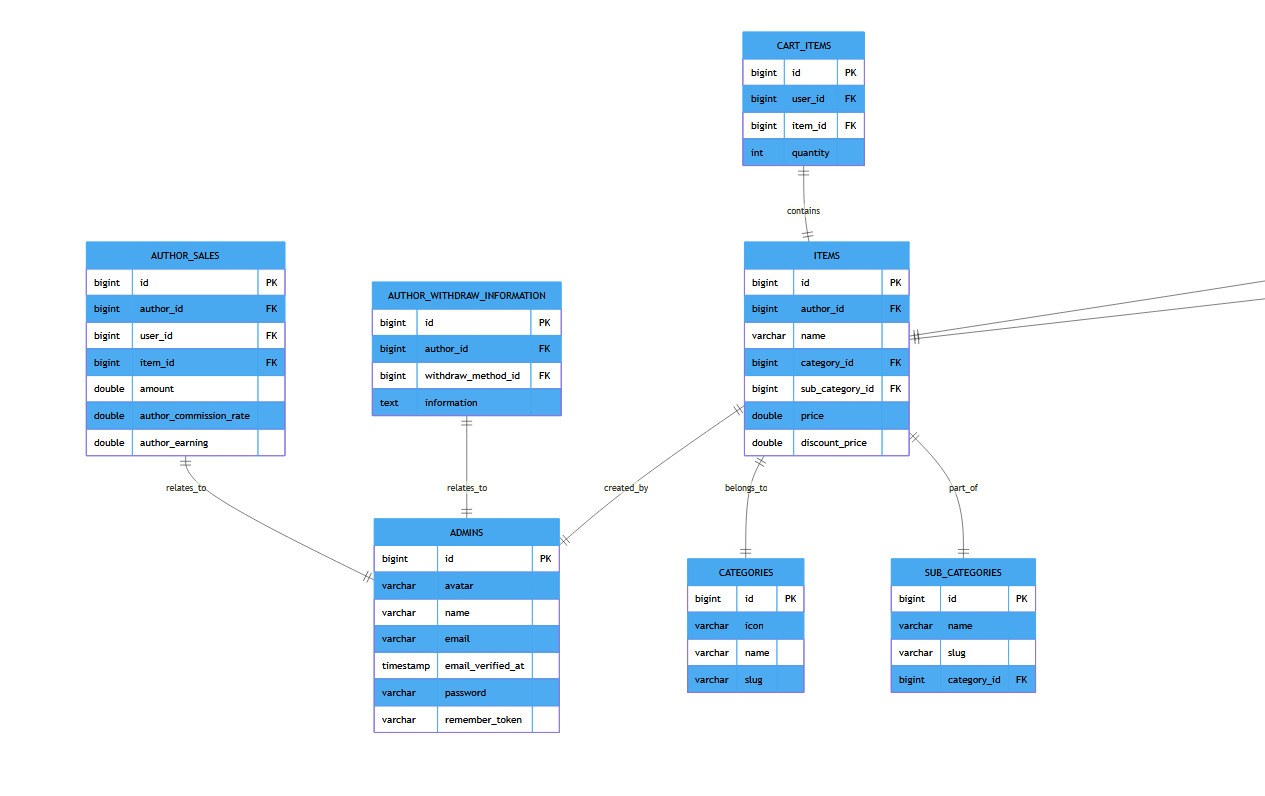 CART_ITEMS
bigint id PK
bigint user_id FK
bigint item_id FK
int quantity
contains
AUTHOR_SALES
bigint id PK
bigint author_id FK
bigint user_id FK
bigint item_id FK
double amount
double author_commission_rate
double author_earning
AUTHOR_WITHDRAW_INFORMATION
bigint id PK
bigint author_id FK
bigint withdraw_method_id FK
text information
ITEMS
bigint id PK
bigint author_id FK
varchar name
bigint category_id FK
bigint sub_category_id FK
double price
double discount_price
relates_to
relates_to
created_by
belongs_to
part_of
ADMINS
bigint id PK
varchar avatar
varchar name
varchar email
timestamp email_verified_at
varchar password
varchar remember_token
CATEGORIES
bigint id PK
varchar icon
varchar name
varchar slug
SUB_CATEGORIES
bigint id PK
varchar name
varchar slug
bigint category_id FK